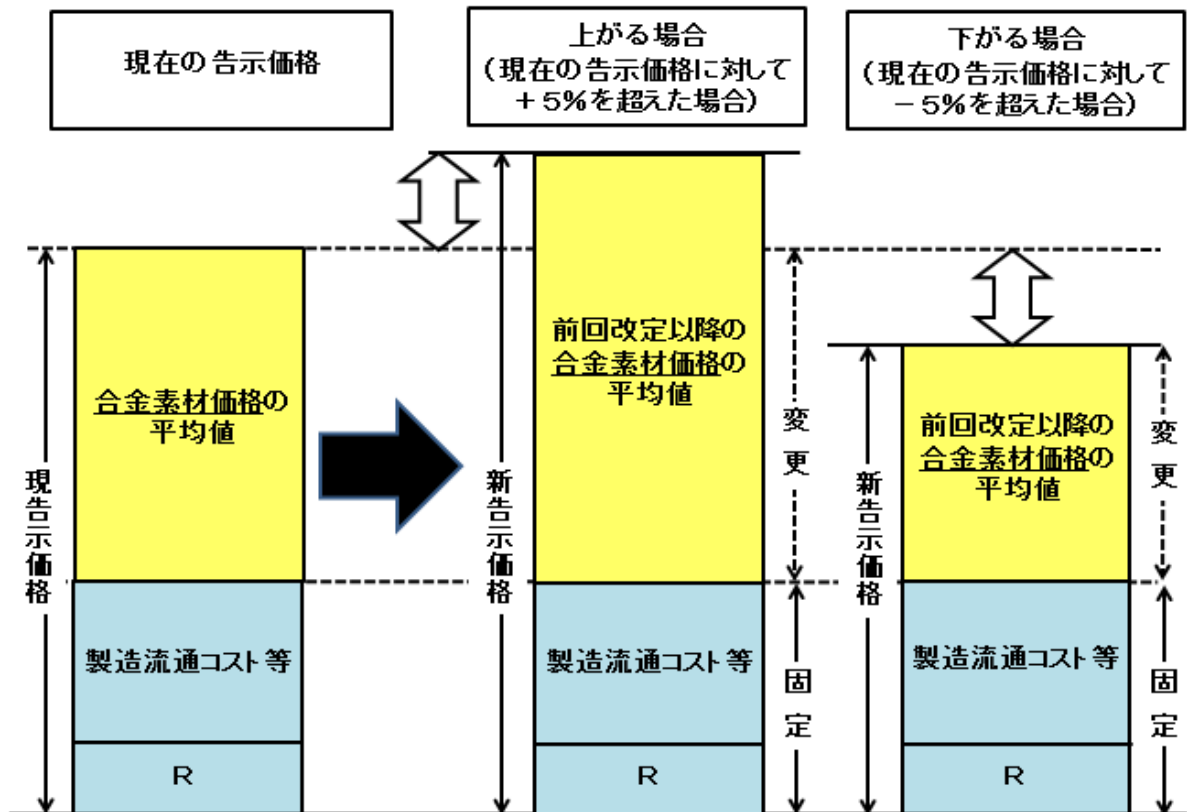 現在の告示価格
上がる場合
（現在の告示価格に対して
＋５％を超えた場合）
下がる場合
（現在の告示価格に対して
－５％を超えた場合）
現告示価格
合金素材価格の
平均値
製造流通コスト等
Ｒ
新告示価格
前回改定以降の
合金素材価格の
平均値
製造流通コスト等
Ｒ
変更
固定
新告示価格
前回改定以降の
合金素材価格の
平均値
製造流通コスト等
Ｒ
変更
固定